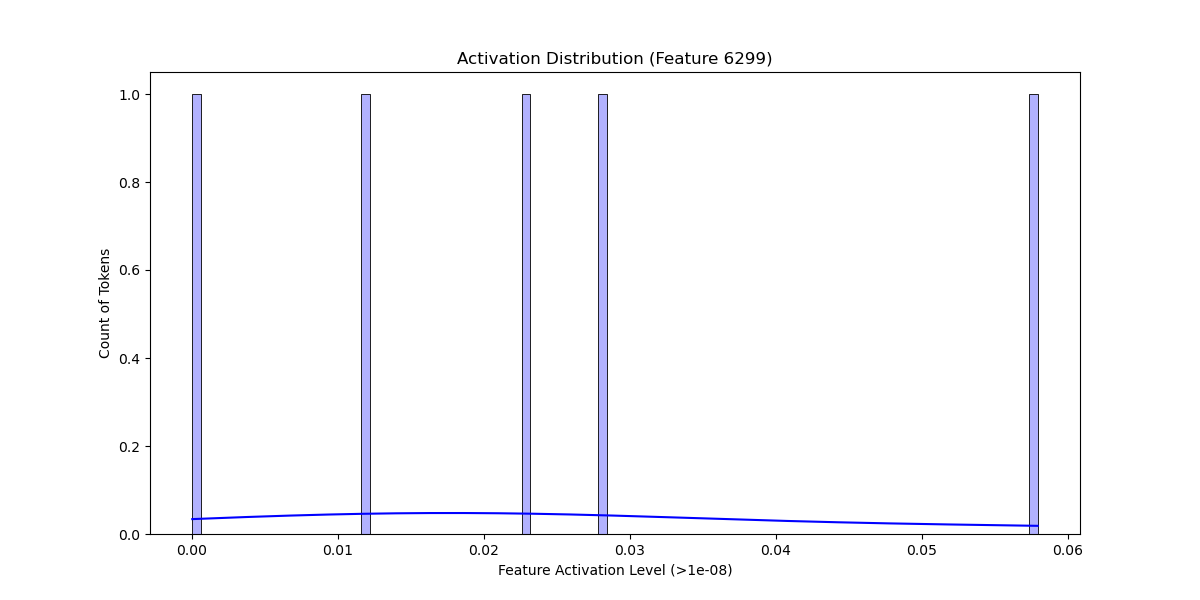 Activation Distribution (Feature 6299)
1.0
0.8
0.6
0.4
0.2
0.0
Count of Tokens
0.00 0.01 0.02 0.03 0.04 0.05 0.06
Feature Activation Level (>1e-08)